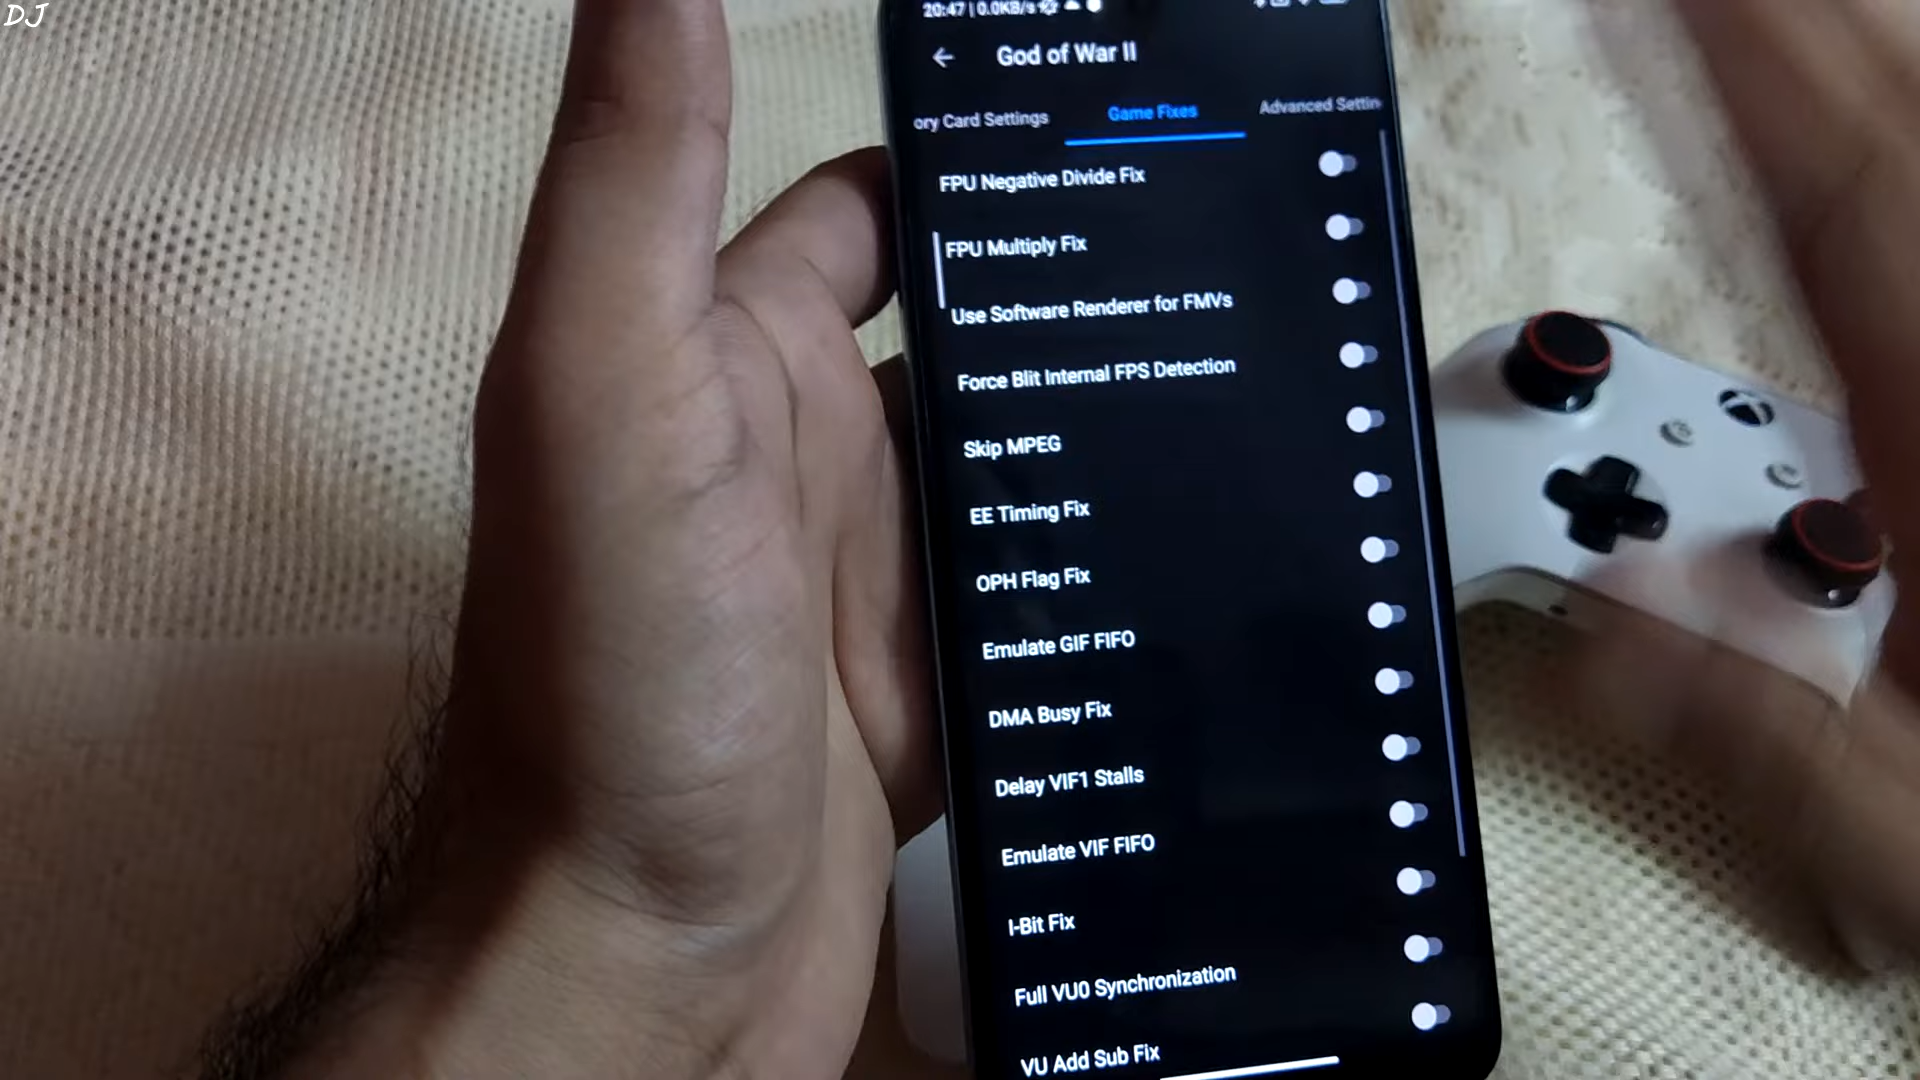 DJ
20:47 | 0.0KB/s
God of War II
ory Card Settings
Game Fixes
Advanced Settin
FPU Negative Divide Fix
FPU Multiply Fix
Use Software Renderer for FMVs
Force Blit Internal FPS Detection
Skip MPEG
EE Timing Fix
OPH Flag Fix
Emulate GIF FIFO
DMA Busy Fix
Delay VIF1 Stalls
Emulate VIF FIFO
I-Bit Fix
Full VU0 Synchronization
VU Add Sub Fix